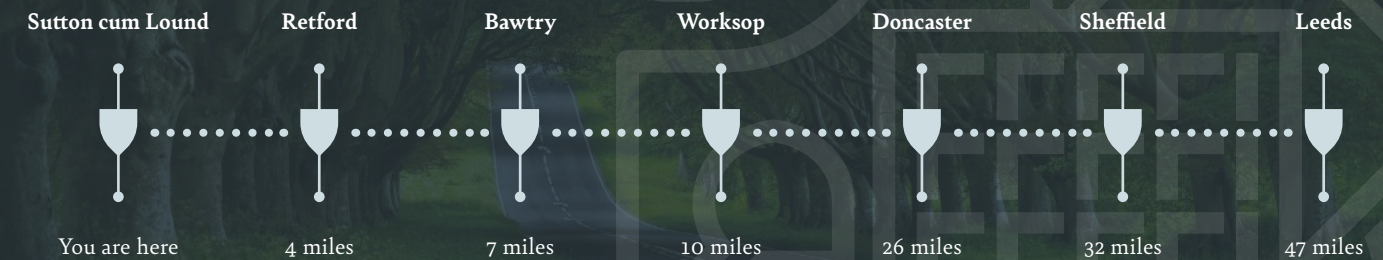 Sutton cum Lound Retford Bawtry Worksop Doncaster Sheffield Leeds
You are here 4 miles 7 miles 10 miles 26 miles 32 miles 47 miles